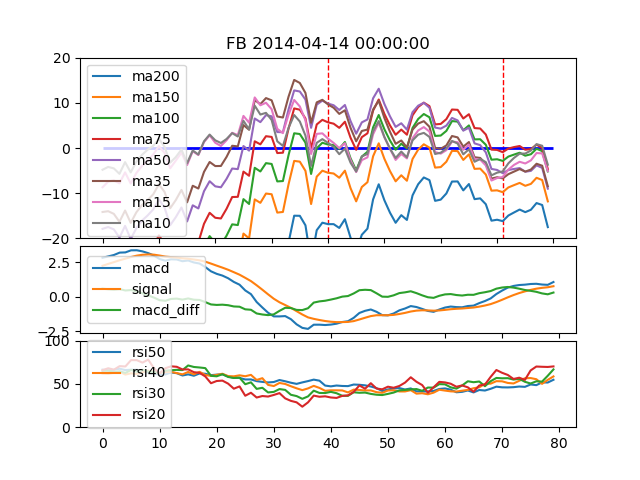 FB 2014-04-14 00:00:00
20
10
0
−10
−20
ma200
ma150
ma100
ma75
ma50
ma35
ma15
ma10
2.5
0.0
−2.5
macd
signal
macd_diff
100
50
0
rsi50
rsi40
rsi30
rsi20
0 10 20 30 40 50 60 70 80